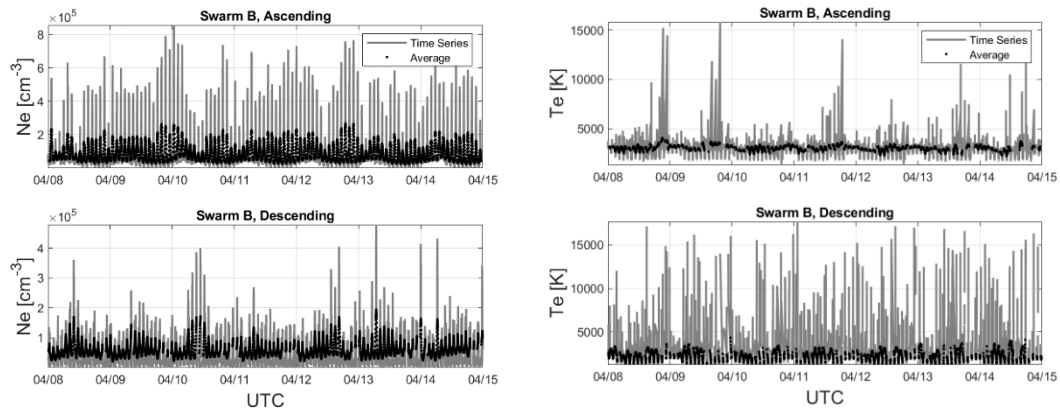 Swarm B, Ascending
×10⁵
Ne [cm⁻³]
8
6
4
2
Time Series
Average
04/08 04/09 04/10 04/11 04/12 04/13 04/14 04/15
Swarm B, Ascending
Te [K]
15000
10000
5000
Time Series
Average
04/08 04/09 04/10 04/11 04/12 04/13 04/14 04/15
Swarm B, Descending
×10⁵
Ne [cm⁻³]
4
3
2
1
04/08 04/09 04/10 04/11 04/12 04/13 04/14 04/15
UTC
Swarm B, Descending
Te [K]
15000
10000
5000
04/08 04/09 04/10 04/11 04/12 04/13 04/14 04/15
UTC